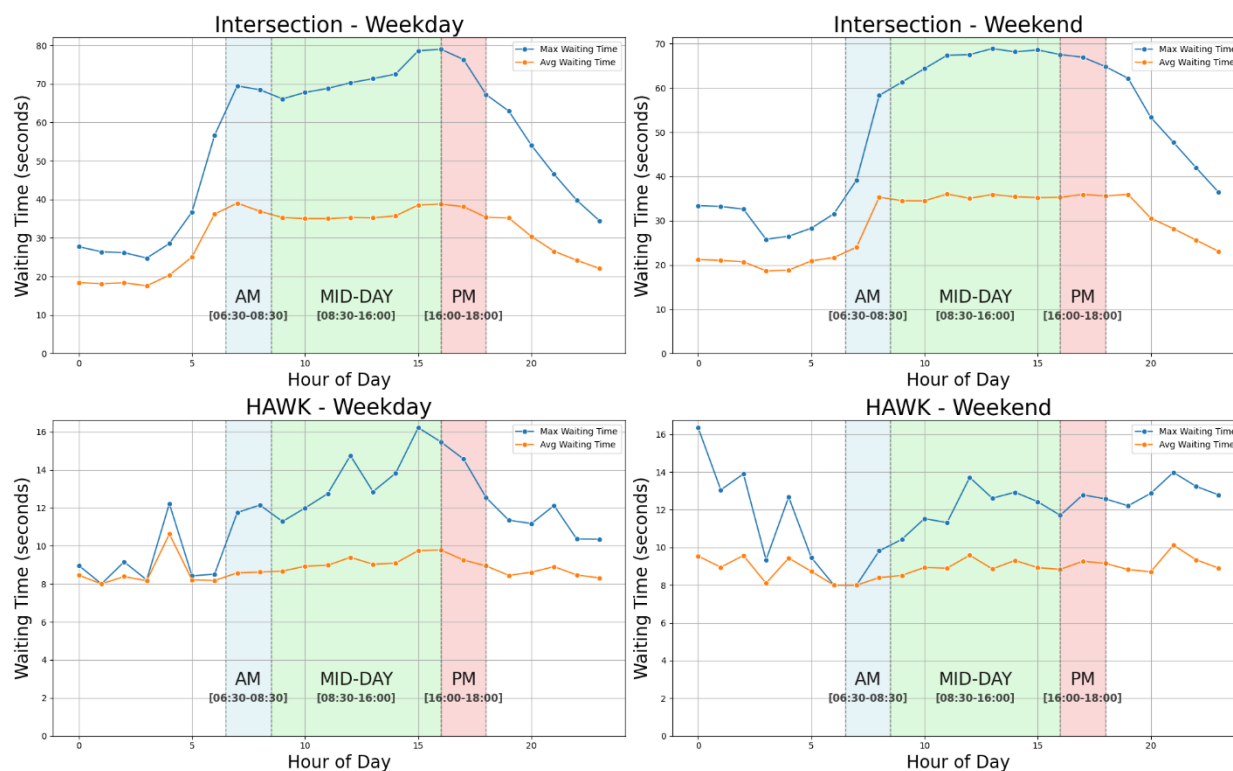 Intersection - Weekday
Waiting Time (seconds)
80
70
60
50
40
30
20
10
0
Max Waiting Time
Avg Waiting Time
AM
[06:30-08:30]
MID-DAY
[08:30-16:00]
PM
[16:00-18:00]
0
5
10
15
20
Hour of Day
Intersection - Weekend
Waiting Time (seconds)
70
60
50
40
30
20
10
0
Max Waiting Time
Avg Waiting Time
AM
[06:30-08:30]
MID-DAY
[08:30-16:00]
PM
[16:00-18:00]
0
5
10
15
20
Hour of Day
HAWK - Weekday
Waiting Time (seconds)
16
14
12
10
8
6
4
2
0
Max Waiting Time
Avg Waiting Time
AM
[06:30-08:30]
MID-DAY
[08:30-16:00]
PM
[16:00-18:00]
0
5
10
15
20
Hour of Day
HAWK - Weekend
Waiting Time (seconds)
16
14
12
10
8
6
4
2
0
Max Waiting Time
Avg Waiting Time
AM
[06:30-08:30]
MID-DAY
[08:30-16:00]
PM
[16:00-18:00]
0
5
10
15
20
Hour of Day